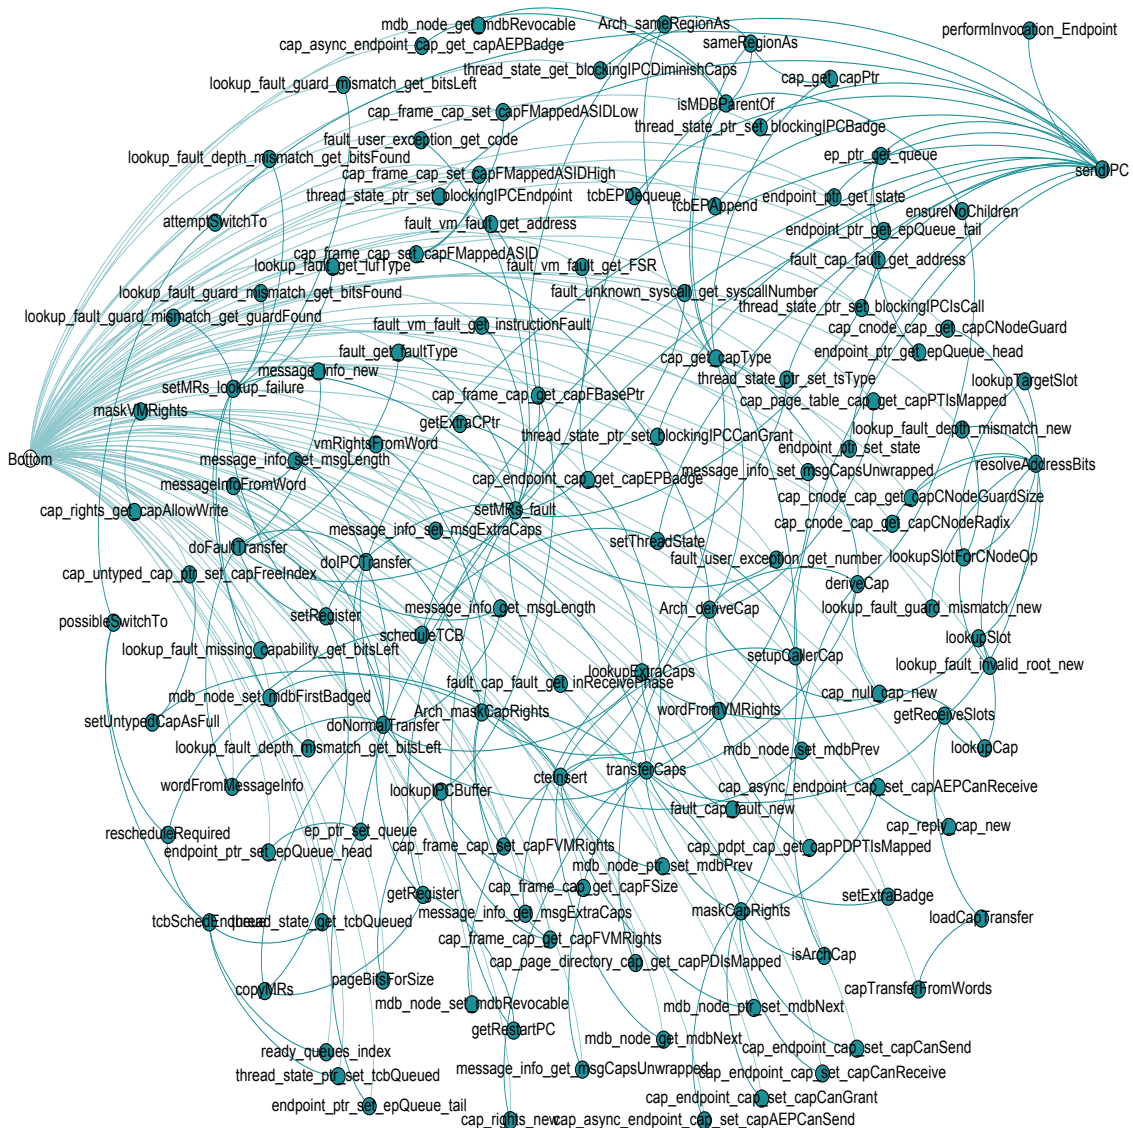 mdb_node_get_mdbRevocable
Arch_sameRegionAs
performInvocation_Endpoint
cap_async_endpoint_cap_get_capAEPBadge
sameRegionAs
thread_state_get_blockingIPCDiminishCaps
lookup_fault_guard_mismatch_get_bitsLeft
cap_get_capPtr
isMDBParentOf
cap_frame_cap_set_capFMappedASIDLow
thread_state_ptr_set_blockingIPCBadge
fault_user_exception_get_code
ep_ptr_get_queue
lookup_fault_depth_mismatch_get_bitsFound
sendIPC
cap_frame_cap_set_capFMappedASIDHigh
thread_state_ptr_set_blockingIPCEndpoint
tcbEPDequeue
endpoint_ptr_get_state
tcbEPAppend
ensureNoChildren
attemptSwitchTo
fault_vm_fault_get_address
endpoint_ptr_get_epQueue_tail
cap_frame_cap_set_capFMappedASID
fault_cap_fault_get_address
lookup_fault_get_lufType
fault_vm_fault_get_FSR
lookup_fault_guard_mismatch_get_bitsFound
fault_unknown_syscall_get_syscallNumber
thread_state_ptr_set_blockingIPCIsCall
lookup_fault_guard_mismatch_get_guardFound
fault_vm_fault_get_instructionFault
cap_cnode_cap_get_capCNodeGuard
fault_get_faultType
cap_get_capType
endpoint_ptr_get_epQueue_head
message_info_new
thread_state_ptr_set_tsType
lookupTargetSlot
setMRs_lookup_failure
cap_frame_cap_get_capFBasePtr
cap_page_table_cap_get_capPTIsMapped
maskVMRights
getExtraCPtr
lookup_fault_depth_mismatch_new
thread_state_ptr_set_blockingIPCCanGrant
vmRightsFromWord
endpoint_ptr_set_state
Bottom
message_info_set_msgLength
message_info_set_msgCapsUnwrapped
resolveAddressBits
cap_endpoint_cap_get_capEPBadge
messageInfoFromWord
cap_cnode_cap_get_capCNodeGuardSize
cap_rights_get_capAllowWrite
setMRs_fault
cap_cnode_cap_get_capCNodeRadix
message_info_set_msgExtraCaps
setThreadState
doFaultTransfer
doIPCTransfer
fault_user_exception_get_number
lookupSlotForCNodeOp
cap_untyped_cap_ptr_set_capFreeIndex
deriveCap
message_info_get_msgLength
Arch_deriveCap
lookup_fault_guard_mismatch_new
setRegister
possibleSwitchTo
scheduleTCB
lookupSlot
lookup_fault_missing_capability_get_bitsLeft
setupCallerCap
lookupExtraCaps
lookup_fault_invalid_root_new
fault_cap_fault_get_inReceivePhase
mdb_node_set_mdbFirstBadged
cap_null_cap_new
Arch_maskCapRights
wordFromVMRights
getReceiveSlots
setUntypedCapAsFull
doNormalTransfer
lookup_fault_depth_mismatch_get_bitsLeft
lookupCap
mdb_node_set_mdbPrev
cteInsert
transferCaps
wordFromMessageInfo
lookupIPCBuffer
cap_async_endpoint_cap_set_capAEPCanReceive
fault_cap_fault_new
rescheduleRequired
ep_ptr_set_queue
cap_reply_cap_new
cap_frame_cap_set_capFVMRights
cap_pdpt_cap_get_capPDPTIsMapped
endpoint_ptr_set_epQueue_head
mdb_node_ptr_set_mdbPrev
cap_frame_cap_get_capFSize
getRegister
setExtraBadge
message_info_get_msgExtraCaps
maskCapRights
tcbSchedEnqueue
thread_state_get_tcbQueued
loadCapTransfer
cap_frame_cap_get_capFVMRights
isArchCap
cap_page_directory_cap_get_capPDIsMapped
pageBitsForSize
copyMRs
capTransferFromWords
mdb_node_set_mdbRevocable
mdb_node_ptr_set_mdbNext
getRestartPC
mdb_node_get_mdbNext
ready_queues_index
cap_endpoint_cap_set_capCanSend
message_info_get_msgCapsUnwrapped
thread_state_ptr_set_tcbQueued
cap_endpoint_cap_set_capCanReceive
cap_endpoint_cap_set_capCanGrant
endpoint_ptr_set_epQueue_tail
cap_rights_new
cap_async_endpoint_cap_set_capAEPCanSend